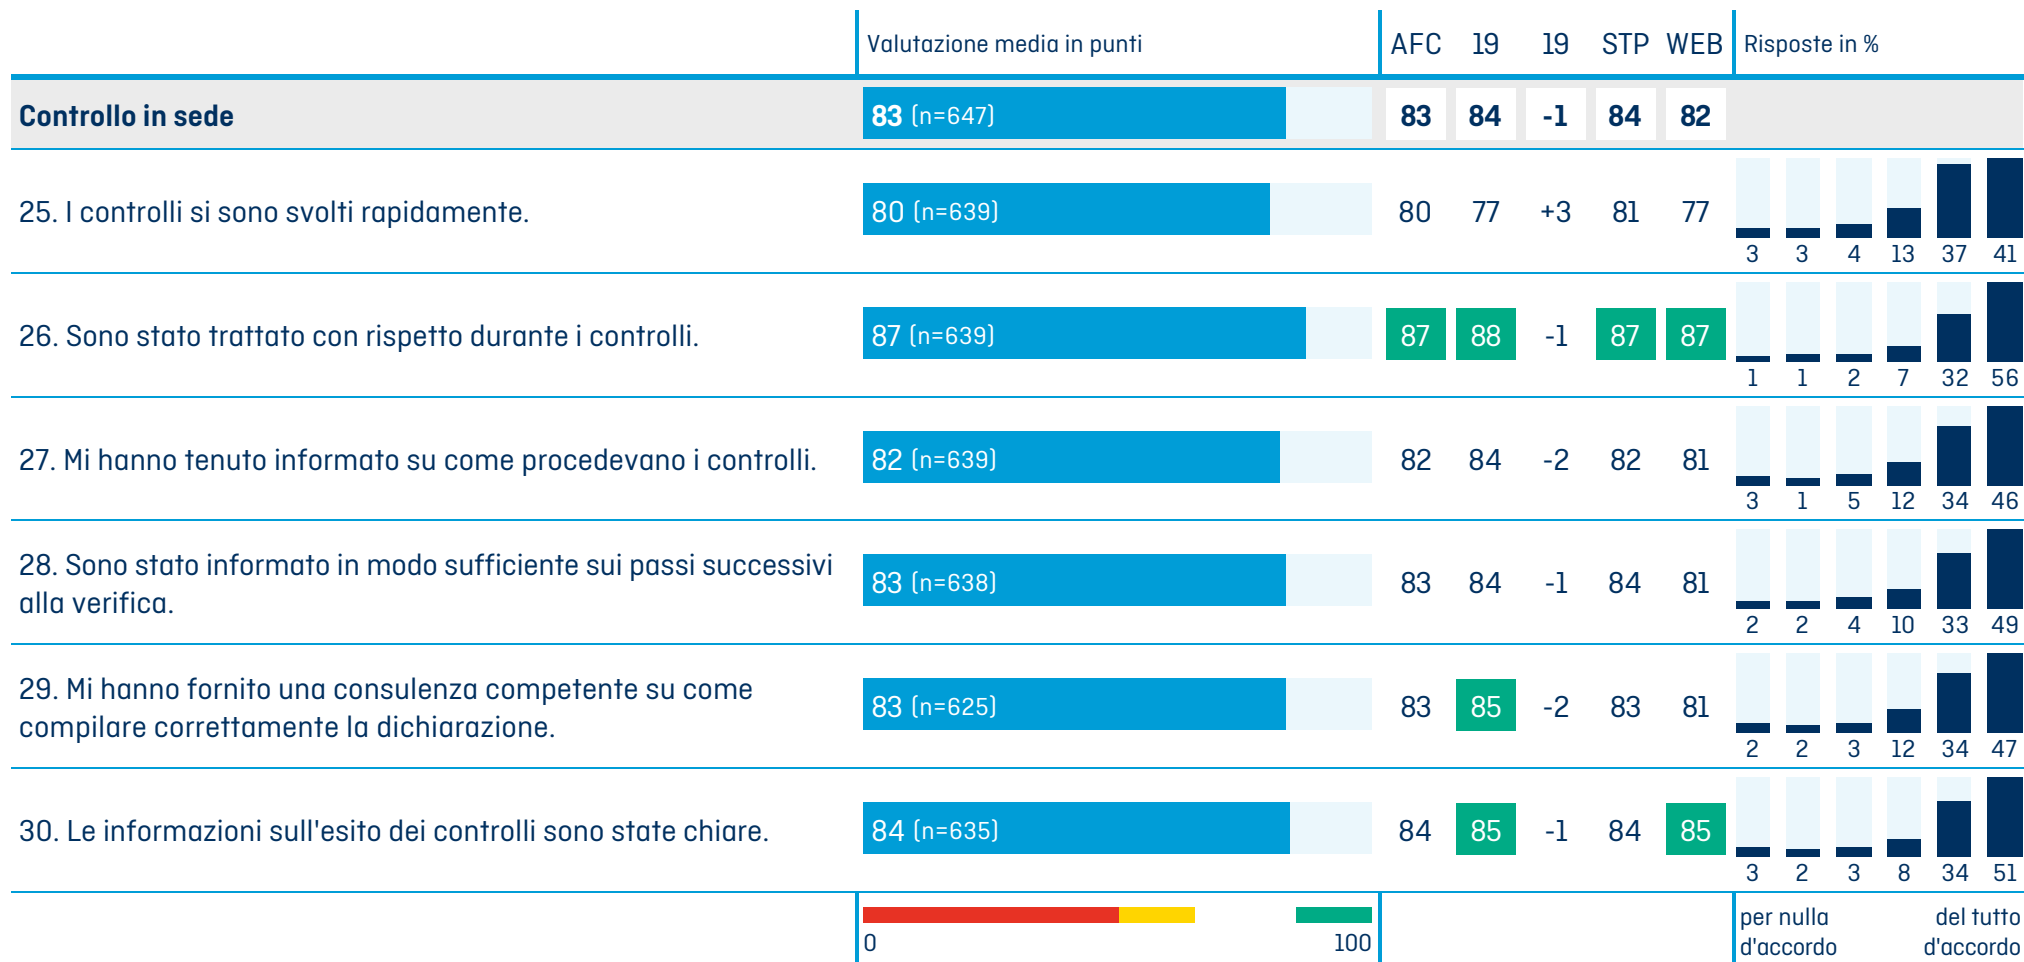 Valutazione media in punti AFC 19 19 STP WEB Risposte in %
Controllo in sede 83 (n=647) 83 84 -1 84 82
25. I controlli si sono svolti rapidamente. 80 (n=639) 80 77 +3 81 77
3 3 4 13 37 41
26. Sono stato trattato con rispetto durante i controlli. 87 (n=639) 87 88 -1 87 87
1 1 2 7 32 56
27. Mi hanno tenuto informato su come procedevano i controlli. 82 (n=639) 82 84 -2 82 81
3 1 5 12 34 46
28. Sono stato informato in modo sufficiente sui passi successivi
alla verifica. 83 (n=638) 83 84 -1 84 81
2 2 4 10 33 49
29. Mi hanno fornito una consulenza competente su come
compilare correttamente la dichiarazione. 83 (n=625) 83 85 -2 83 81
2 2 3 12 34 47
30. Le informazioni sull'esito dei controlli sono state chiare. 84 (n=635) 84 85 -1 84 85
3 2 3 8 34 51
0 100
per nulla del tutto
d'accordo d'accordo